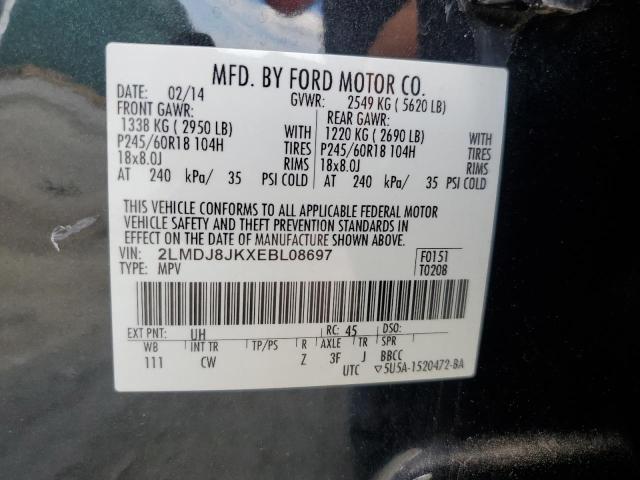 MFD. BY FORD MOTOR CO.
DATE: 02/14 GVWR: 2549 KG (5620 LB)
FRONT GAWR: REAR GAWR:
1338 KG (2950 LB) WITH 1220 KG (2690 LB) WITH
P245/60R18 104H TIRES P245/60R18 104H TIRES
18x8.0J RIMS 18x8.0J RIMS
AT 240 kPa/ 35 PSI COLD AT 240 kPa/ 35 PSI COLD
THIS VEHICLE CONFORMS TO ALL APPLICABLE FEDERAL MOTOR
VEHICLE SAFETY AND THEFT PREVENTION STANDARDS IN
EFFECT ON THE DATE OF MANUFACTURE SHOWN ABOVE.
VIN: 2LMDJ8JKXEBL08697 F0151
TYPE: MPV T0208
EXT PNT: UH RC: 45 DSO:
WB INT TR TP/PS R AXLE TR SPR
111 CW Z 3F J BBCC
UTC ▽5U5A-1520472-BA